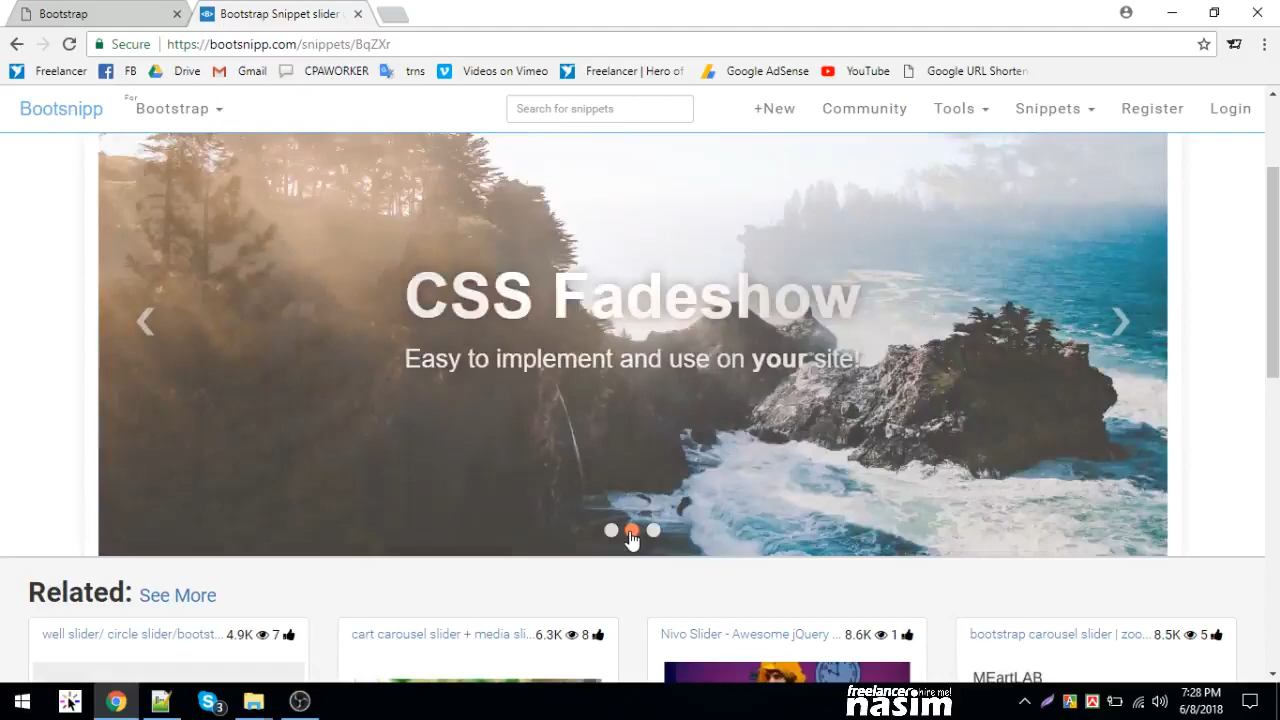 Bootstrap
Bootstrap Snippet slider
Secure https://bootsnipp.com/snippets/BqZXr
Freelancer FB Drive Gmail CPAWORKER trns Videos on Vimeo Freelancer | Hero of Google AdSense YouTube Google URL Shorten
Bootsnipp For Bootstrap Search for snippets +New Community Tools Snippets Register Login
CSS Fadeshow
Easy to implement and use on your site!
Related: See More
well slider/ circle slider/bootst... 4.9K 7
cart carousel slider + media sli... 6.3K 8
Nivo Slider - Awesome jQuery ... 8.6K 1
bootstrap carousel slider | zoo... 8.5K 5
MEartLAB
3
freelancer hire me!
nasim
7:28 PM
6/8/2018